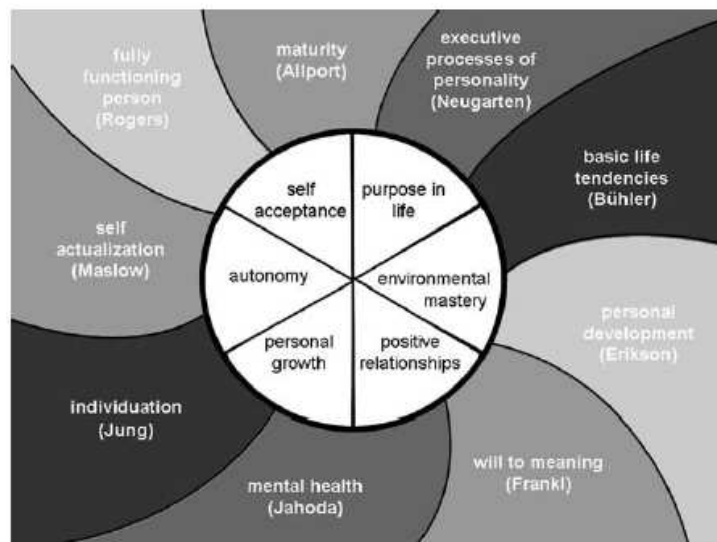 fully
functioning
person
(Rogers)
maturity
(Allport)
executive
processes of
personality
(Neugarten)
basic life
tendencies
(Bühler)
self
acceptance
purpose in
life
self
actualization
(Maslow)
autonomy
environmental
mastery
personal
growth
positive
relationships
personal
development
(Erikson)
individuation
(Jung)
will to meaning
(Frankl)
mental health
(Jahoda)